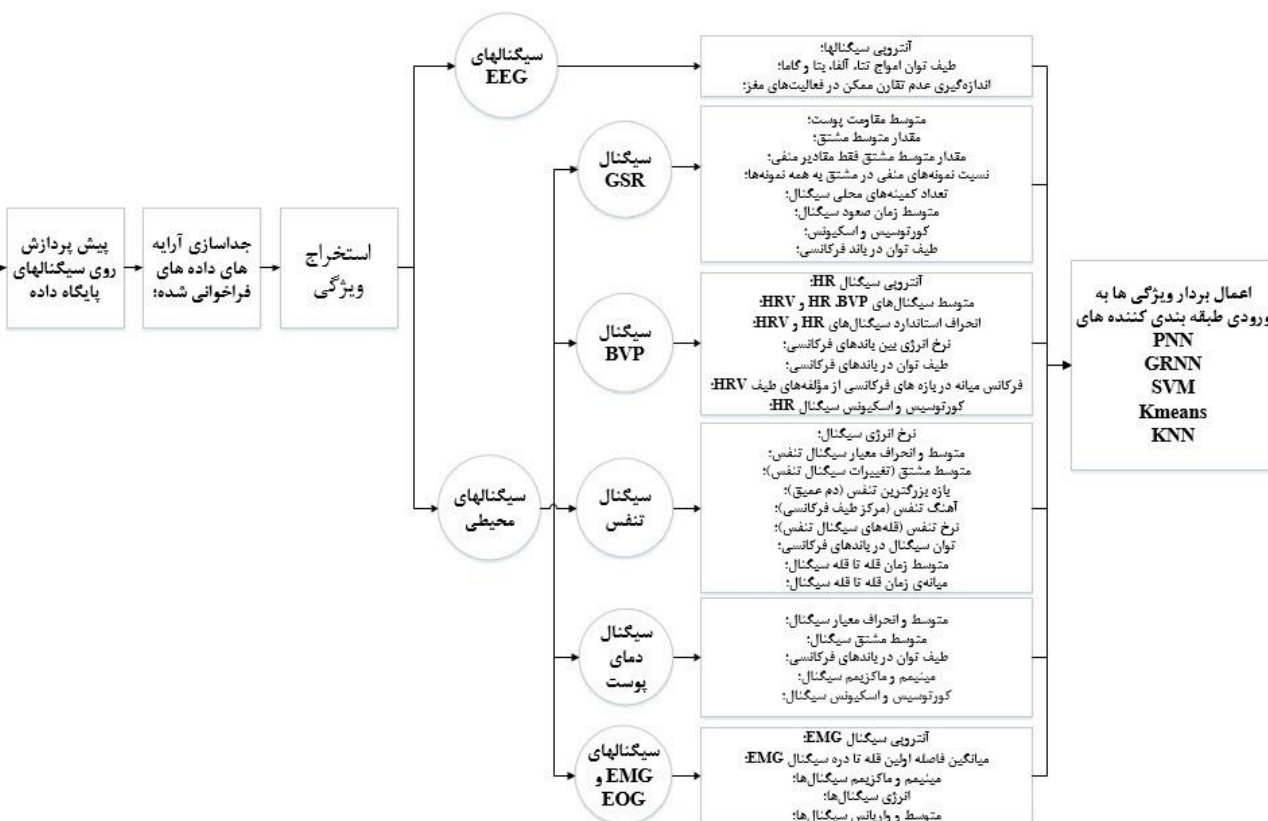 پیش پردازش
روی سیگنالهای
پایگاه داده
جداسازی آرایه
های داده های
فراخوانی شده؛
استخراج
ویژگی
سیگنالهای
EEG
آنتروپی سیگنالها؛
طیف توان امواج تتا، آلفا، بتا و گاما؛
اندازه‌گیری عدم تقارن ممکن در فعالیت‌های مغز؛
سیگنالهای
محیطی
سیگنال
GSR
متوسط مقاومت پوست؛
مقدار متوسط مشتق؛
مقدار متوسط مشتق فقط مقادیر منفی؛
نسبت نمونه‌های منفی در مشتق به همه نمونه‌ها؛
تعداد کمینه‌های محلی سیگنال؛
متوسط زمان صعود سیگنال؛
کورتوسیس و اسکیونس؛
طیف توان در باند فرکانسی؛
سیگنال
BVP
آنتروپی سیگنال HR؛
متوسط سیگنال‌های HR ،BVP و HRV؛
انحراف استاندارد سیگنال‌های HR و HRV؛
نرخ انرژی بین باندهای فرکانسی؛
طیف توان در باندهای فرکانسی؛
فرکانس میانه در بازه های فرکانسی از مؤلفه‌های طیف HRV؛
کورتوسیس و اسکیونس سیگنال HR؛
سیگنال
تنفس
نرخ انرژی سیگنال؛
متوسط و انحراف معیار سیگنال تنفس؛
متوسط مشتق (تغییرات سیگنال تنفس)؛
بازه بزرگترین تنفس (دم عمیق)؛
آهنگ تنفس (مرکز طیف فرکانسی)؛
نرخ تنفس (قله‌های سیگنال تنفس)؛
توان سیگنال در باندهای فرکانسی؛
متوسط زمان قله تا قله سیگنال؛
میانه‌ی زمان قله تا قله سیگنال؛
سیگنال
دمای
پوست
متوسط و انحراف معیار سیگنال؛
متوسط مشتق سیگنال؛
طیف توان در باندهای فرکانسی؛
مینیمم و ماکزیمم سیگنال؛
کورتوسیس و اسکیونس سیگنال؛
سیگنالهای
EMG و
EOG
آنتروپی سیگنال EMG؛
میانگین فاصله اولین قله تا دره سیگنال EMG؛
مینیمم و ماکزیمم سیگنال‌ها؛
انرژی سیگنال‌ها؛
متوسط و واریانس سیگنال‌ها؛
اعمال بردار ویژگی ها به
ورودی طبقه بندی کننده های
PNN
GRNN
SVM
Kmeans
KNN